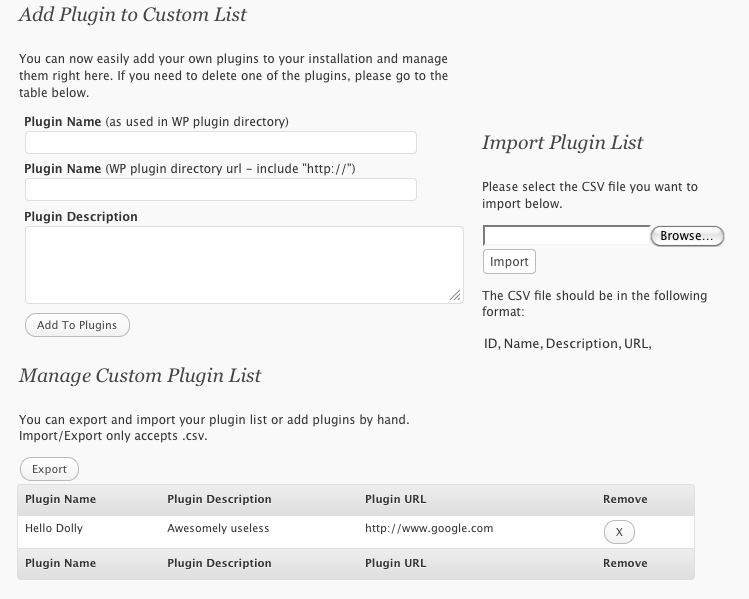 Add Plugin to Custom List
You can now easily add your own plugins to your installation and manage
them right here. If you need to delete one of the plugins, please go to the
table below.
Plugin Name (as used in WP plugin directory)
Plugin Name (WP plugin directory url - include "http://")
Plugin Description
Add To Plugins
Import Plugin List
Please select the CSV file you want to
import below.
Browse...
Import
The CSV file should be in the following
format:
ID, Name, Description, URL,
Manage Custom Plugin List
You can export and import your plugin list or add plugins by hand.
Import/Export only accepts .csv.
Export
Plugin Name Plugin Description Plugin URL Remove
Hello Dolly Awesomely useless http://www.google.com X
Plugin Name Plugin Description Plugin URL Remove